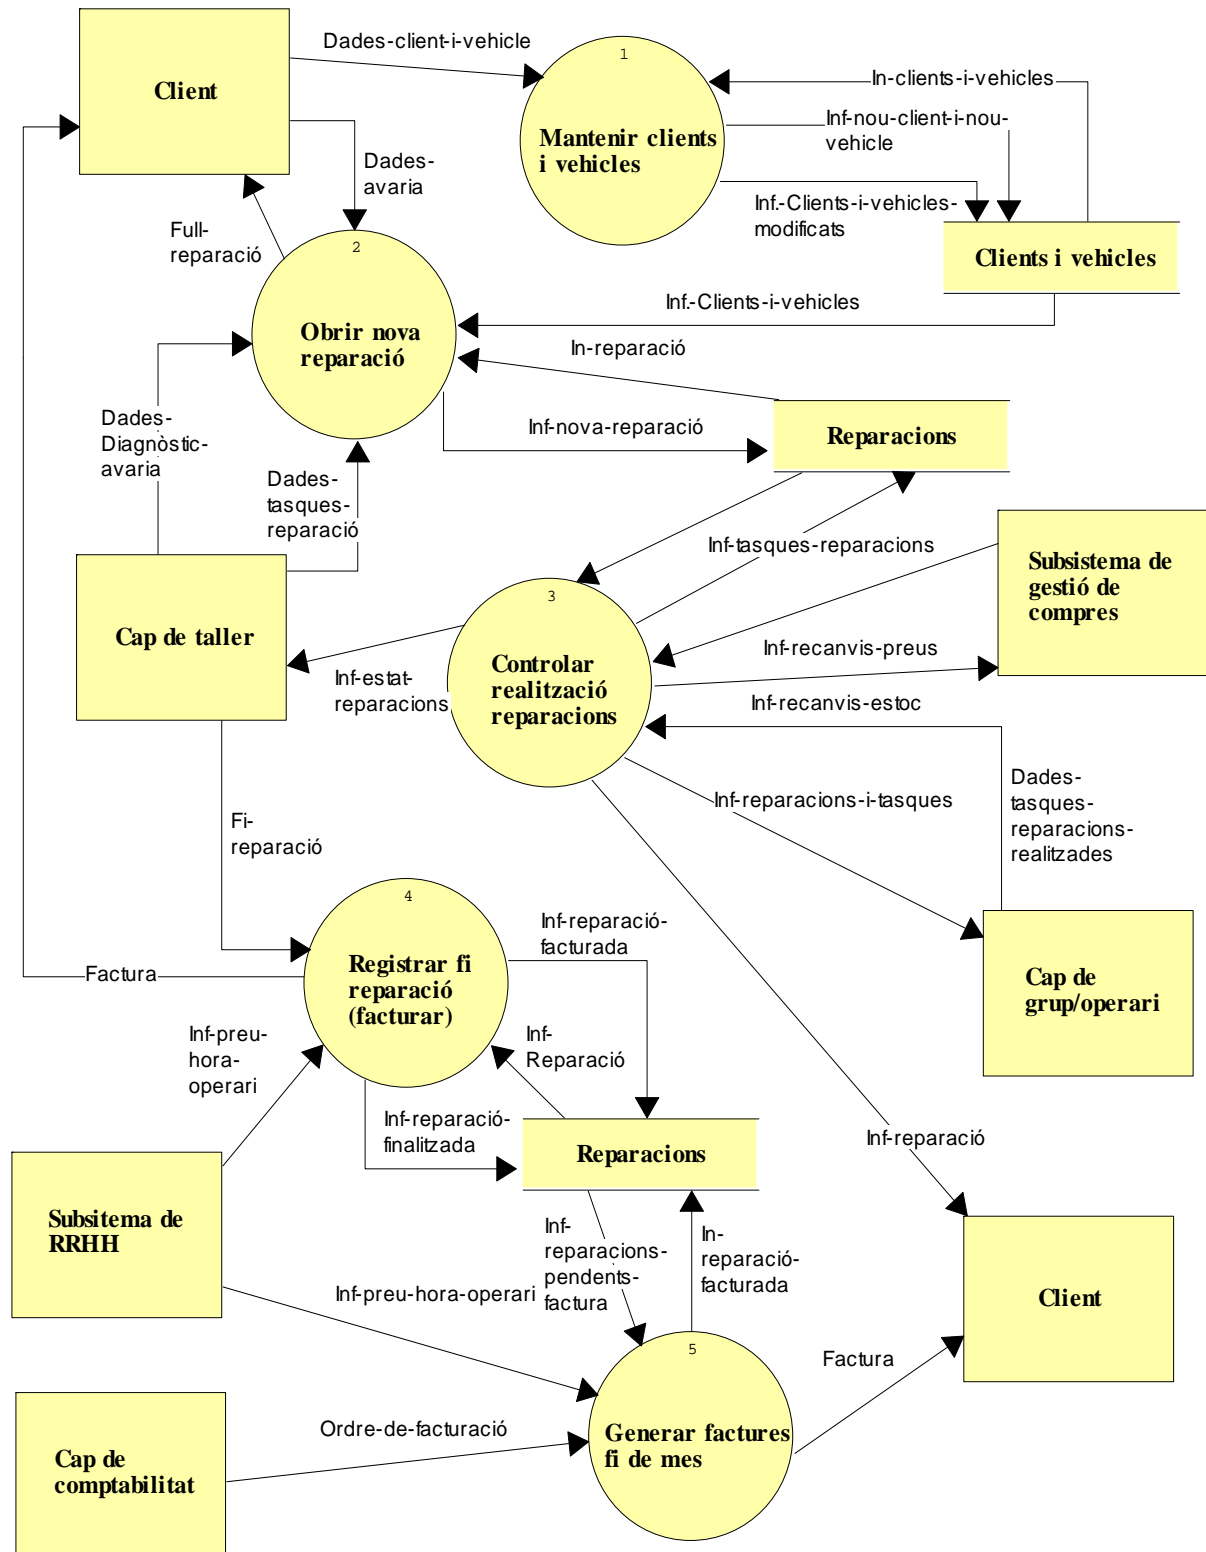 Dades-client-i-vehicle
1
In-clients-i-vehicles
Client
Inf-nou-client-i-nou-
vehicle
Mantenir clients
i vehicles
Dades-
avaria
Inf.-Clients-i-vehicles-
modificats
Full-
reparació
2
Clients i vehicles
Inf.-Clients-i-vehicles
Obrir nova
reparació
In-reparació
Dades-
Diagnòstic-
avaria
Inf-nova-reparació
Reparacions
Dades-
tasques-
reparació
Inf-tasques-reparacions
Subsistema de
gestió de
compres
3
Cap de taller
Controlar
realització
reparacions
Inf-recanvis-preus
Inf-estat-
reparacions
Inf-recanvis-estoc
Dades-
tasques-
reparacions-
realitzades
Inf-reparacions-i-tasques
Fi-
reparació
4
Inf-reparació-
facturada
Factura
Registrar fi
reparació
(facturar)
Cap de
grup/operari
Inf-preu-
hora-
operari
Inf-
Reparació
Inf-reparació-
finalitzada
Inf-reparació
Reparacions
Subsitema de
RRHH
Inf-
reparacions-
pendents-
factura
In-
reparació-
facturada
Inf-preu-hora-operari
Client
5
Factura
Ordre-de-facturació
Generar factures
fi de mes
Cap de
comptabilitat